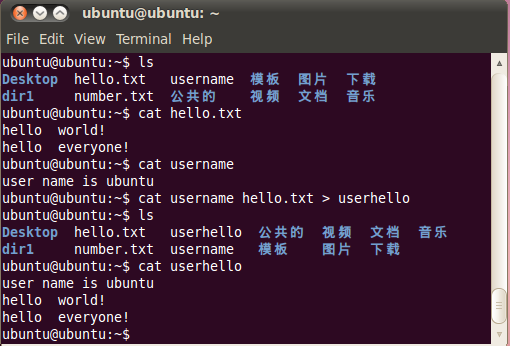 ubuntu@ubuntu: ~
File Edit View Terminal Help
ubuntu@ubuntu:~$ ls
Desktop hello.txt username 模板 图片 下载
dir1 number.txt 公共的 视频 文档 音乐
ubuntu@ubuntu:~$ cat hello.txt
hello world!
hello everyone!
ubuntu@ubuntu:~$ cat username
user name is ubuntu
ubuntu@ubuntu:~$ cat username hello.txt > userhello
ubuntu@ubuntu:~$ ls
Desktop hello.txt userhello 公共的 视频 文档 音乐
dir1 number.txt username 模板 图片 下载
ubuntu@ubuntu:~$ cat userhello
user name is ubuntu
hello world!
hello everyone!
ubuntu@ubuntu:~$